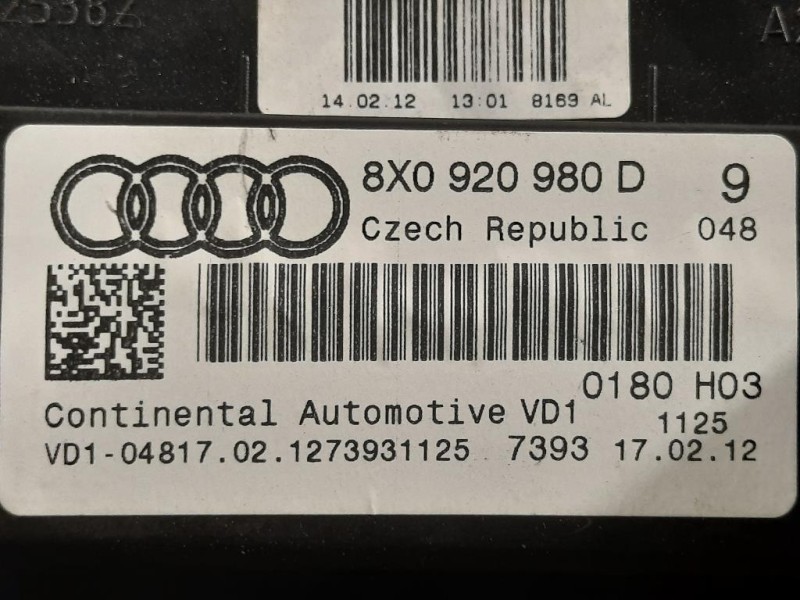 14.02.12 13:01 8169 AL
8X0 920 980 D 9
Czech Republic 048
0180 H03
Continental Automotive VD1 1125
VD1-04817.02.1273931125 7393 17.02.12